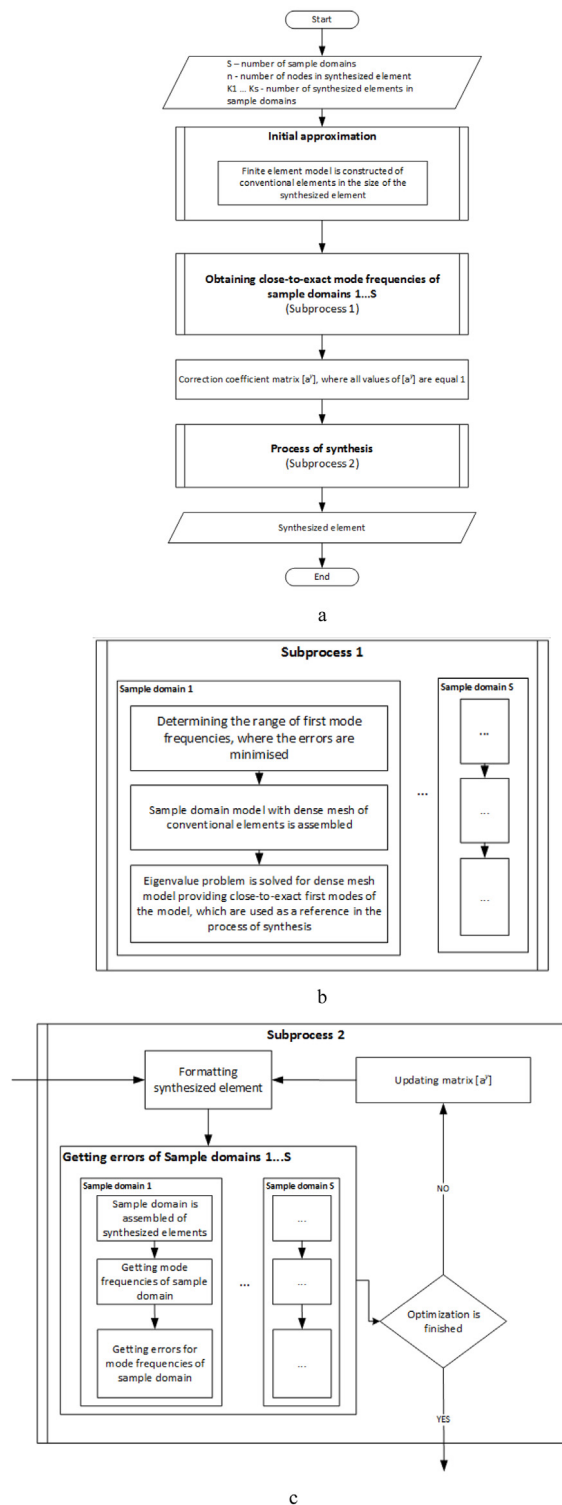 Start
S – number of sample domains
n - number of nodes in synthesized element
K1 ... Ks - number of synthesized elements in
sample domains
Initial approximation
Finite element model is constructed of
conventional elements in the size of the
synthesized element
Obtaining close-to-exact mode frequencies of
sample domains 1...S
(Subprocess 1)
Correction coefficient matrix [aʸ], where all values of [aʸ] are equal 1
Process of synthesis
(Subprocess 2)
Synthesized element
End
a
Subprocess 1
Sample domain 1
Determining the range of first mode
frequencies, where the errors are
minimised
Sample domain model with dense mesh of
conventional elements is assembled
Eigenvalue problem is solved for dense mesh
model providing close-to-exact first modes of
the model, which are used as a reference in the
process of synthesis
...
Sample domain S
...
...
...
b
Subprocess 2
Formatting
synthesized element
Updating matrix [aʸ]
Getting errors of Sample domains 1...S
Sample domain 1
Sample domain is
assembled of
synthesized elements
Getting mode
frequencies of sample
domain
Getting errors for
mode frequencies of
sample domain
...
Sample domain S
...
...
...
NO
Optimization is
finished
YES
c